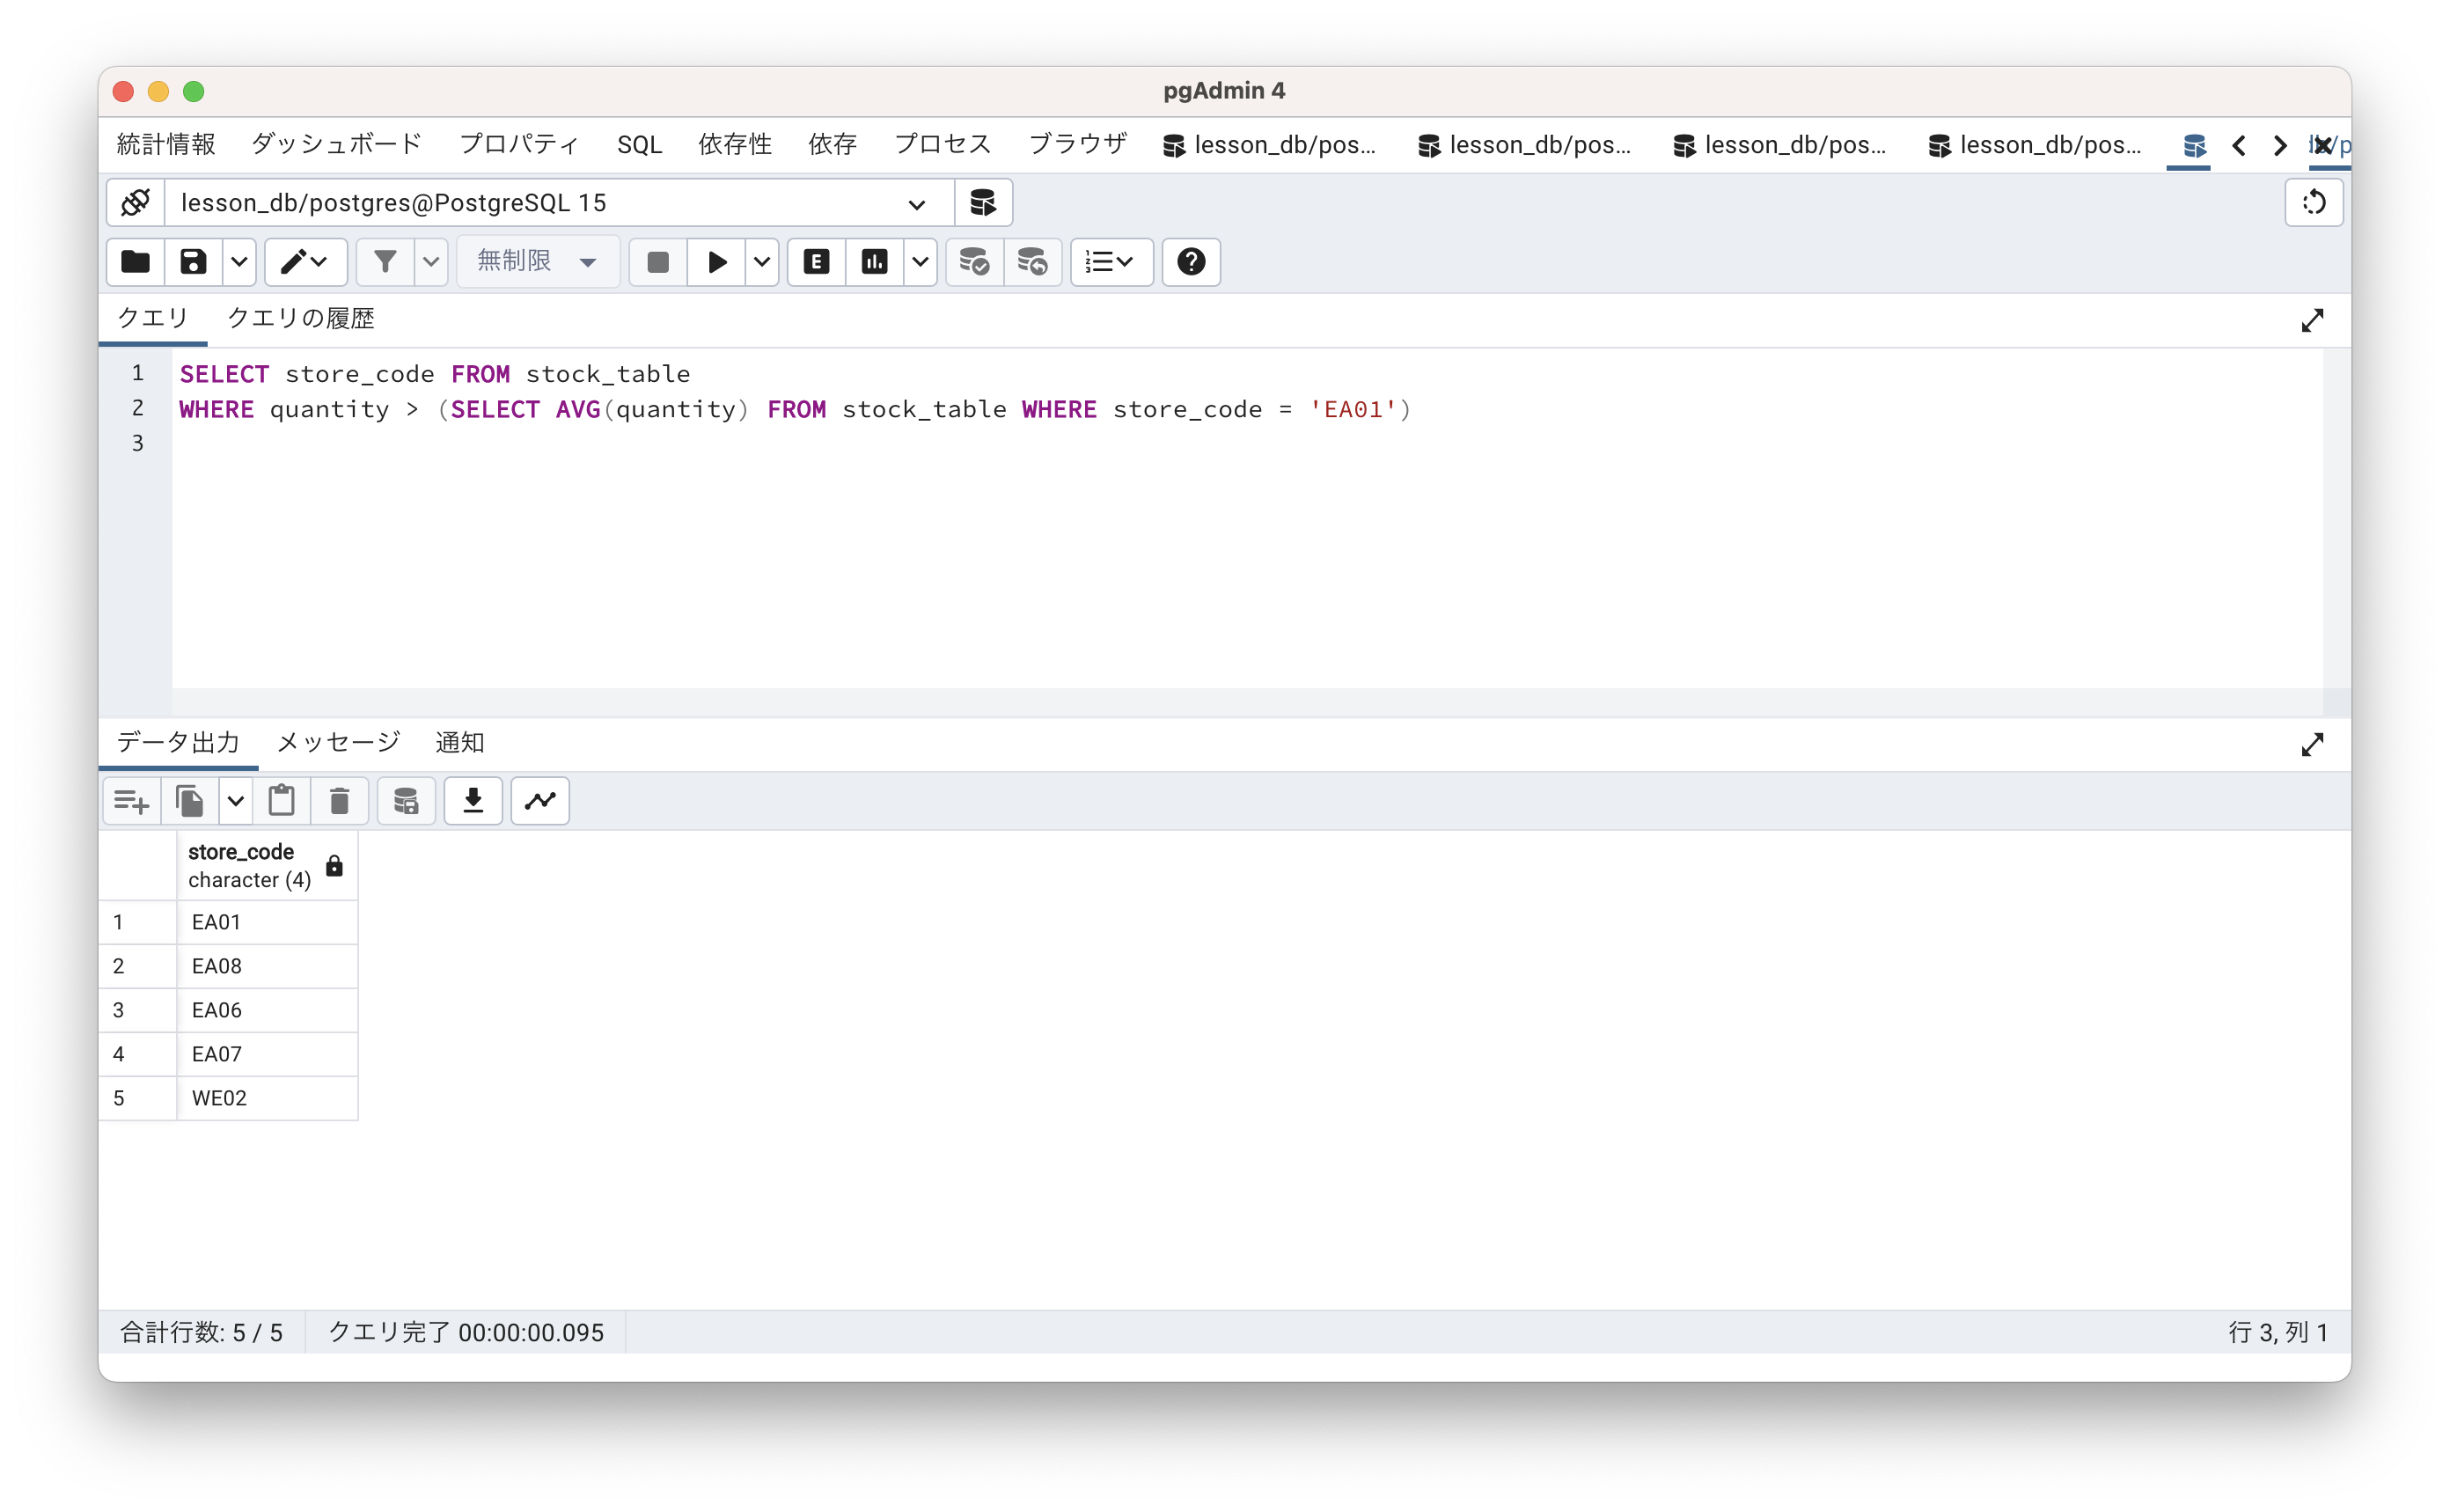 pgAdmin 4
統計情報 ダッシュボード プロパティ SQL 依存性 依存 プロセス ブラウザ lesson_db/pos... lesson_db/pos... lesson_db/pos... lesson_db/pos...
lesson_db/postgres@PostgreSQL 15
無制限 E
クエリ クエリの履歴
1 SELECT store_code FROM stock_table
2 WHERE quantity > (SELECT AVG(quantity) FROM stock_table WHERE store_code = 'EA01')
3
データ出力 メッセージ 通知
store_code
character (4)
1 EA01
2 EA08
3 EA06
4 EA07
5 WE02
合計行数: 5 / 5 クエリ完了 00:00:00.095 行 3, 列 1